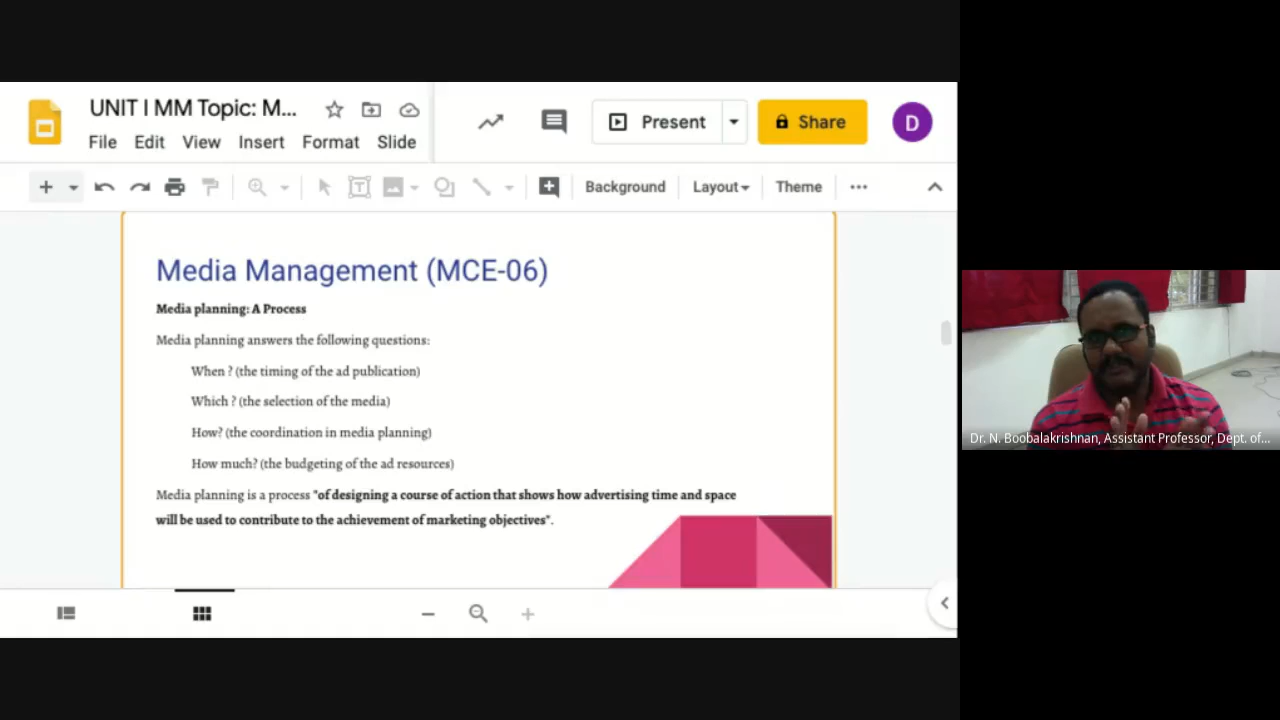 UNIT I MM Topic: M...
File Edit View Insert Format Slide
Present
Share
D
Background Layout Theme
Media Management (MCE-06)
Media planning: A Process
Media planning answers the following questions:
When ? (the timing of the ad publication)
Which ? (the selection of the media)
How? (the coordination in media planning)
How much? (the budgeting of the ad resources)
Media planning is a process "of designing a course of action that shows how advertising time and space
will be used to contribute to the achievement of marketing objectives".
Dr. N. Boobalakrishnan, Assistant Professor, Dept. of...